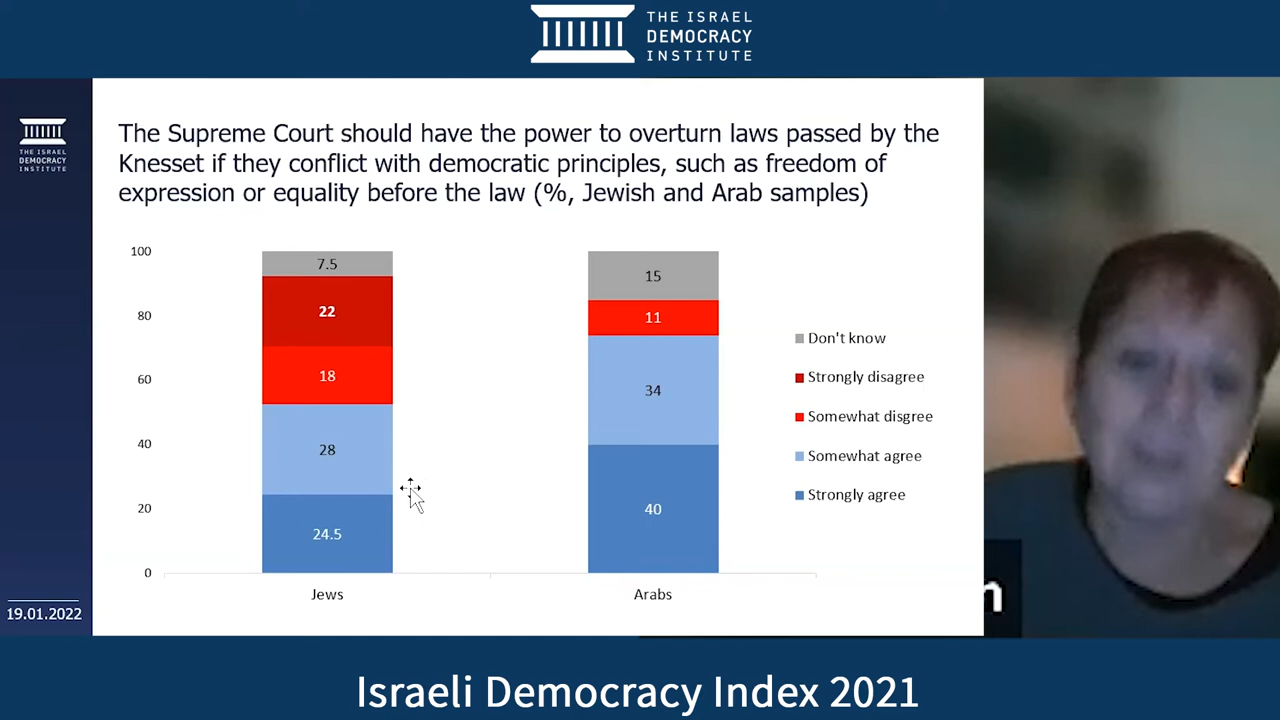 THE ISRAEL
DEMOCRACY
INSTITUTE
THE ISRAEL
DEMOCRACY
INSTITUTE
The Supreme Court should have the power to overturn laws passed by the
Knesset if they conflict with democratic principles, such as freedom of
expression or equality before the law (%, Jewish and Arab samples)
100
80
60
40
20
0
7.5
22
18
28
24.5
15
11
34
40
Jews
Arabs
Don't know
Strongly disagree
Somewhat disgree
Somewhat agree
Strongly agree
19.01.2022
n
Israeli Democracy Index 2021